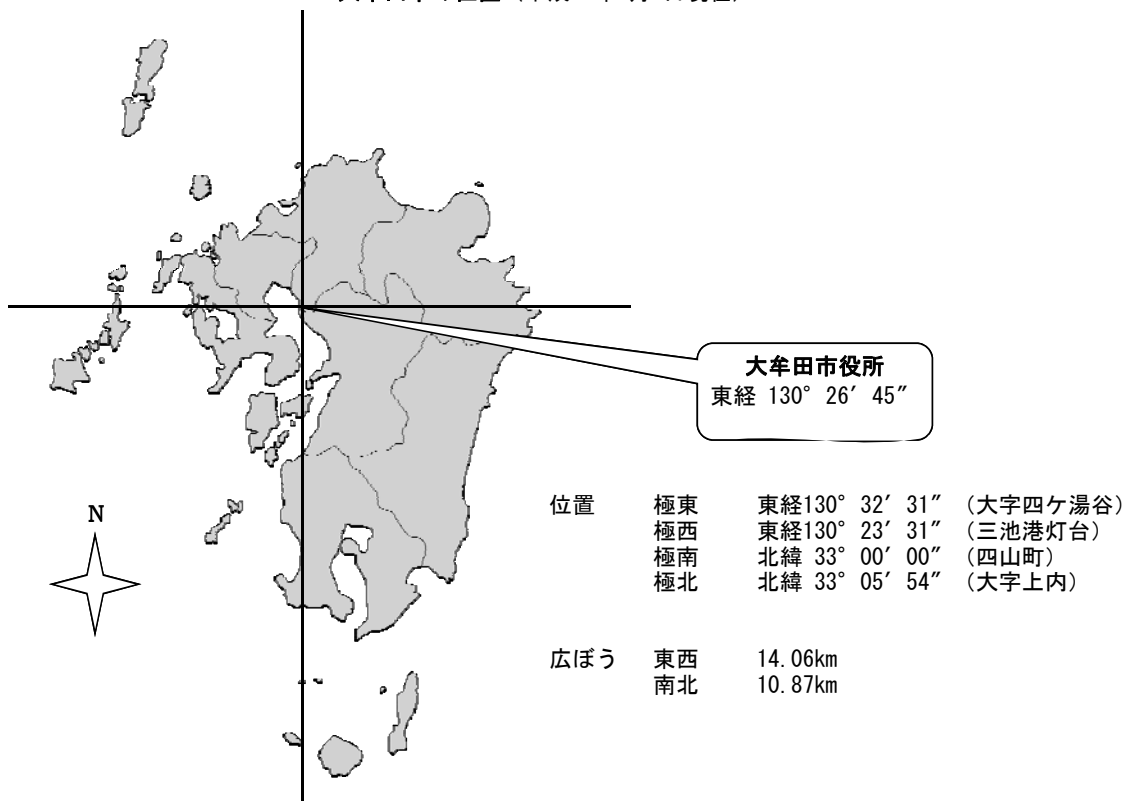 大牟田市役所
東経 130° 26′ 45″
N
位置 極東 東経130° 32′ 31″ (大字四ケ湯谷)
極西 東経130° 23′ 31″ (三池港灯台)
極南 北緯 33° 00′ 00″ (四山町)
極北 北緯 33° 05′ 54″ (大字上内)
広ぼう 東西 14.06km
南北 10.87km